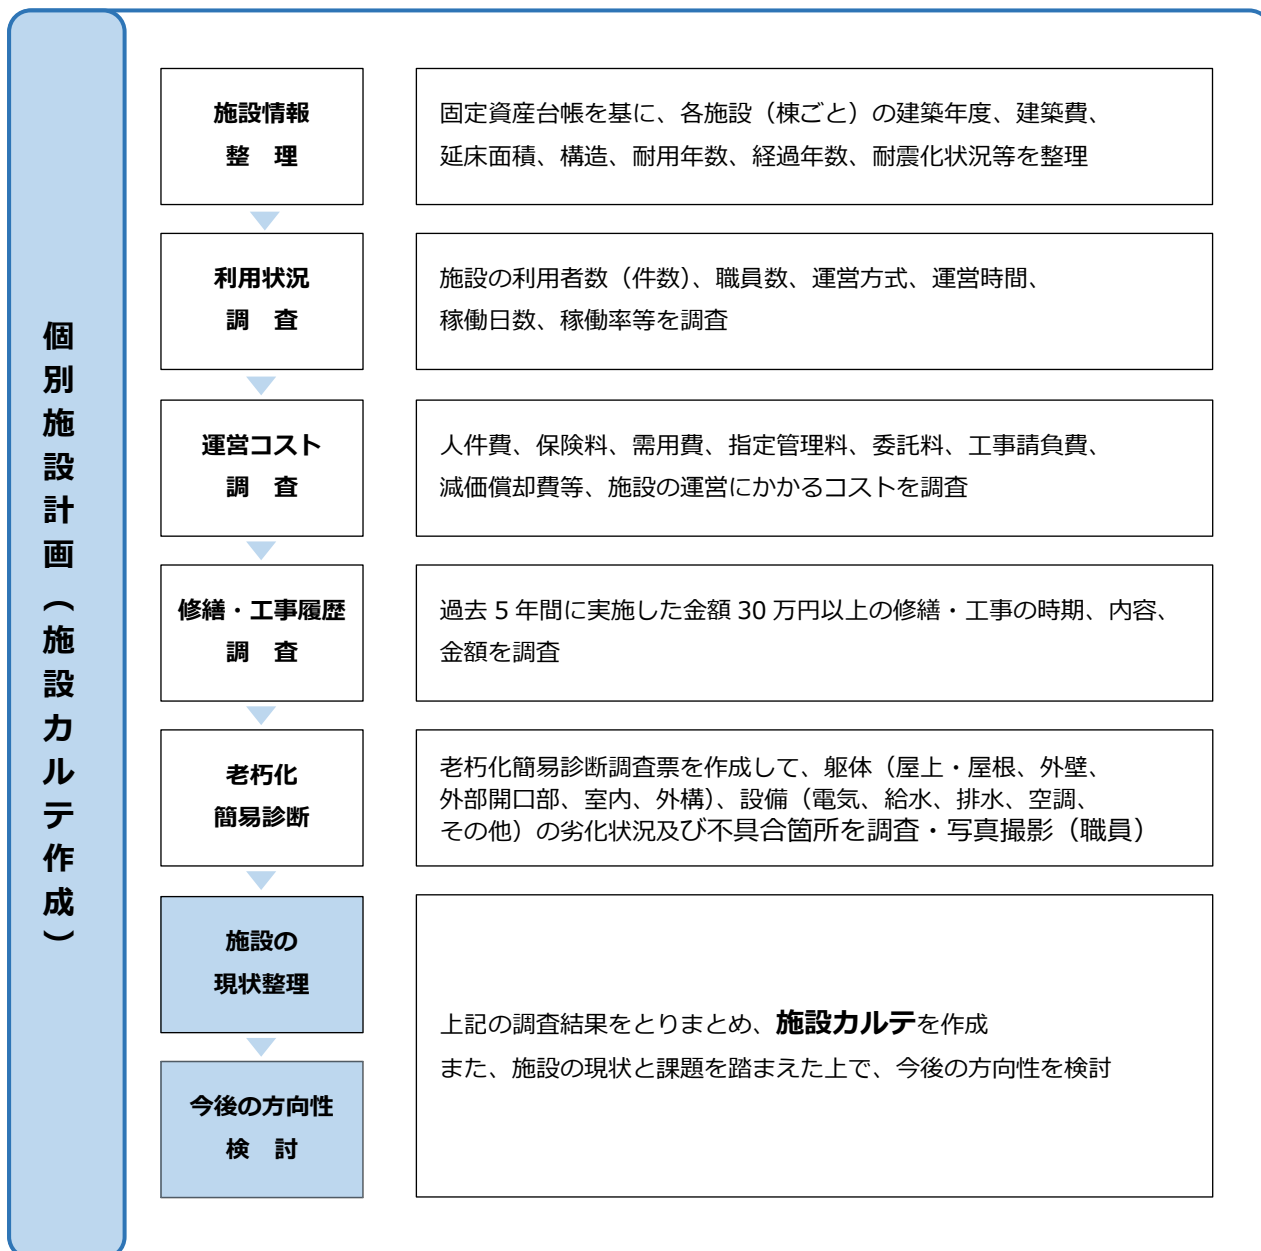 個別施設計画（施設カルテ作成）
施設情報
整　理
固定資産台帳を基に、各施設（棟ごと）の建築年度、建築費、
延床面積、構造、耐用年数、経過年数、耐震化状況等を整理
利用状況
調　査
施設の利用者数（件数）、職員数、運営方式、運営時間、
稼働日数、稼働率等を調査
運営コスト
調　査
人件費、保険料、需用費、指定管理料、委託料、工事請負費、
減価償却費等、施設の運営にかかるコストを調査
修繕・工事履歴
調　査
過去 5 年間に実施した金額 30 万円以上の修繕・工事の時期、内容、
金額を調査
老朽化
簡易診断
老朽化簡易診断調査票を作成して、躯体（屋上・屋根、外壁、
外部開口部、室内、外構）、設備（電気、給水、排水、空調、
その他）の劣化状況及び不具合箇所を調査・写真撮影（職員）
施設の
現状整理
今後の方向性
検　討
上記の調査結果をとりまとめ、施設カルテを作成
また、施設の現状と課題を踏まえた上で、今後の方向性を検討